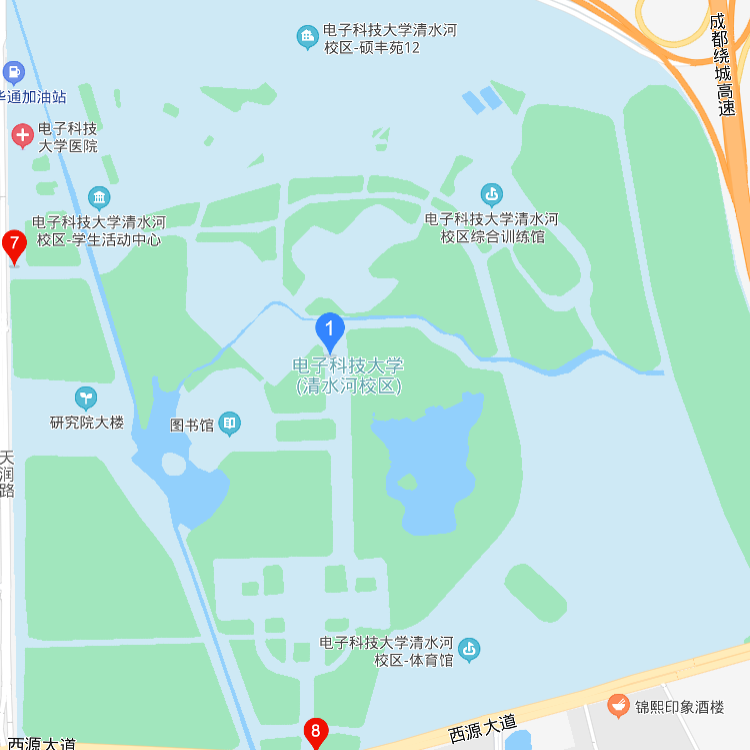 电子科技大学清水河
校区-硕丰苑12
成都绕城高速
华通加油站
电子科技
大学医院
电子科技大学清水河
校区-学生活动中心
电子科技大学清水河
校区综合训练馆
7
1
电子科技大学
(清水河校区)
研究院大楼
图书馆
天润路
电子科技大学清水河
校区-体育馆
锦熙印象酒楼
8
西源大道
西源大道